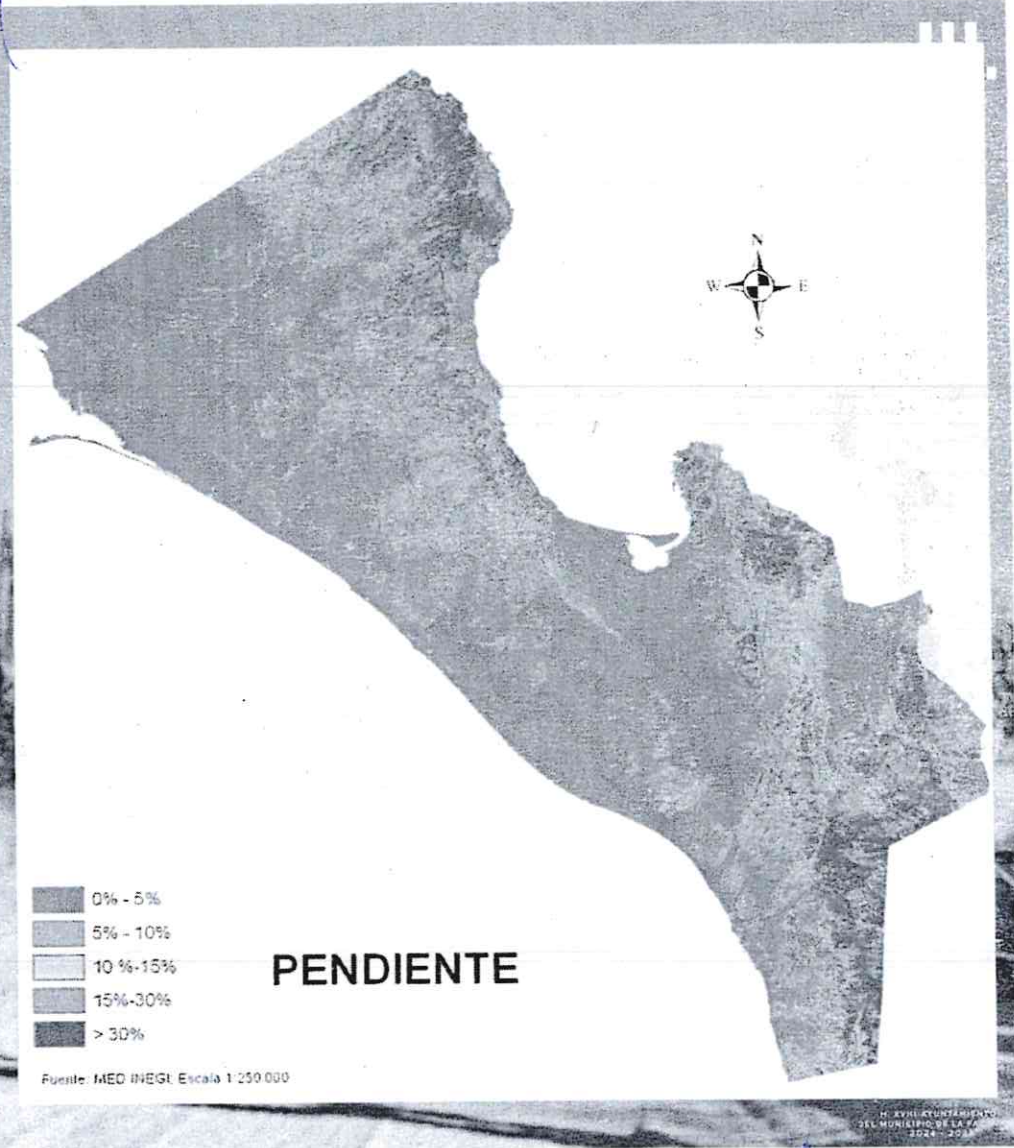 N
W E
S
0% - 5%
5% - 10%
10 %-15%
15%-30%
> 30%
PENDIENTE
Fuente: MED INEGI; Escala 1:250 000
H. XVIII AYUNTAMIENTO
DEL MUNICIPIO DE LA PAZ
2024 -